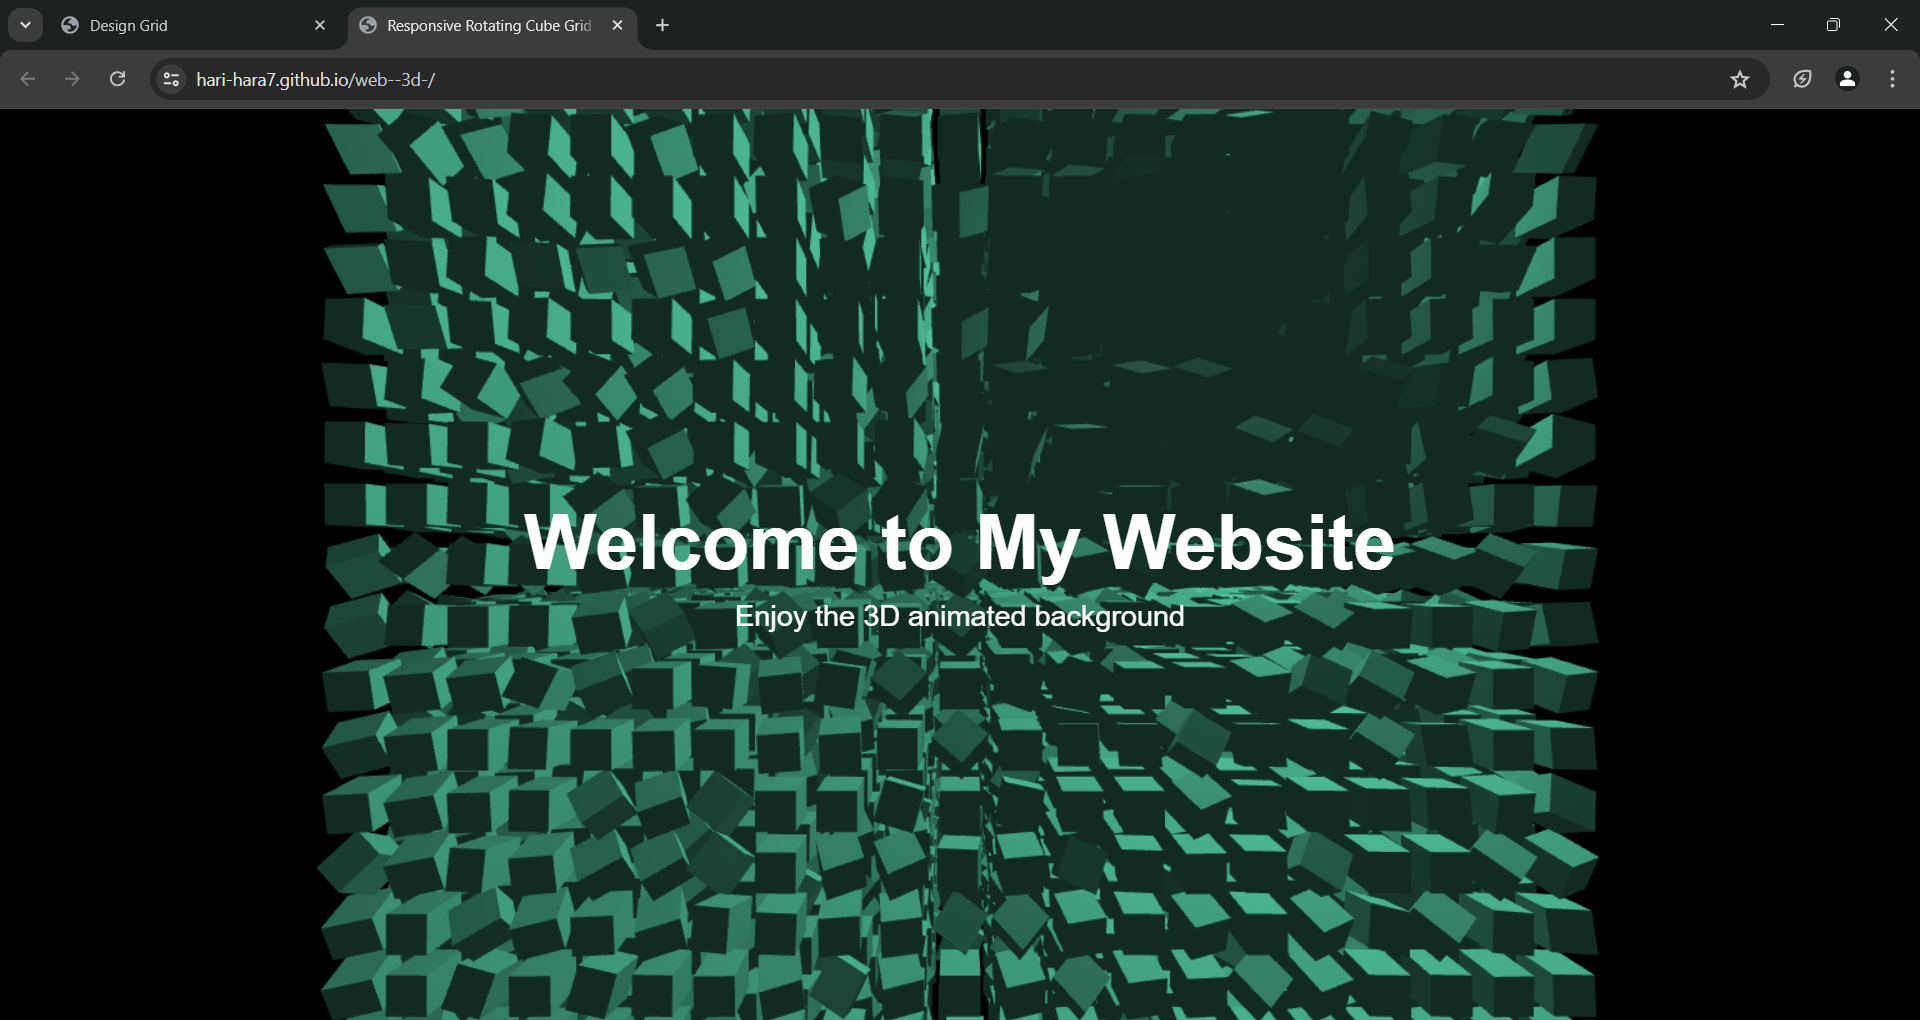 Design Grid
Responsive Rotating Cube Grid
hari-hara7.github.io/web--3d-/
Welcome to My Website
Enjoy the 3D animated background